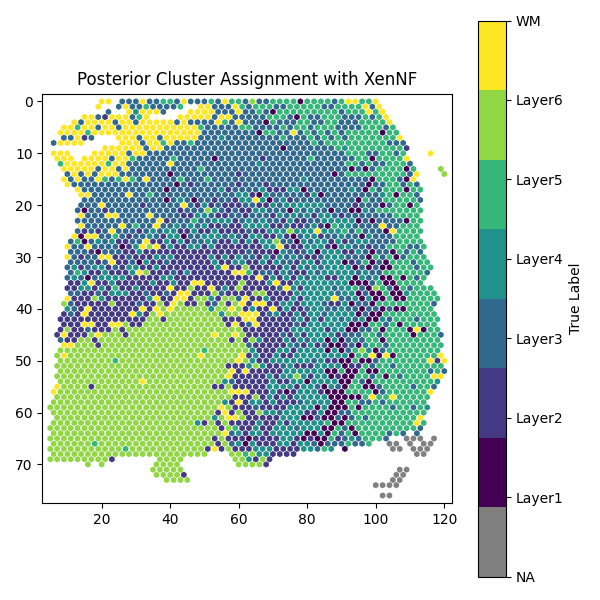 Posterior Cluster Assignment with XenNF
0
10
20
30
40
50
60
70
20
40
60
80
100
120
WM
Layer6
Layer5
Layer4
Layer3
Layer2
Layer1
NA
True Label